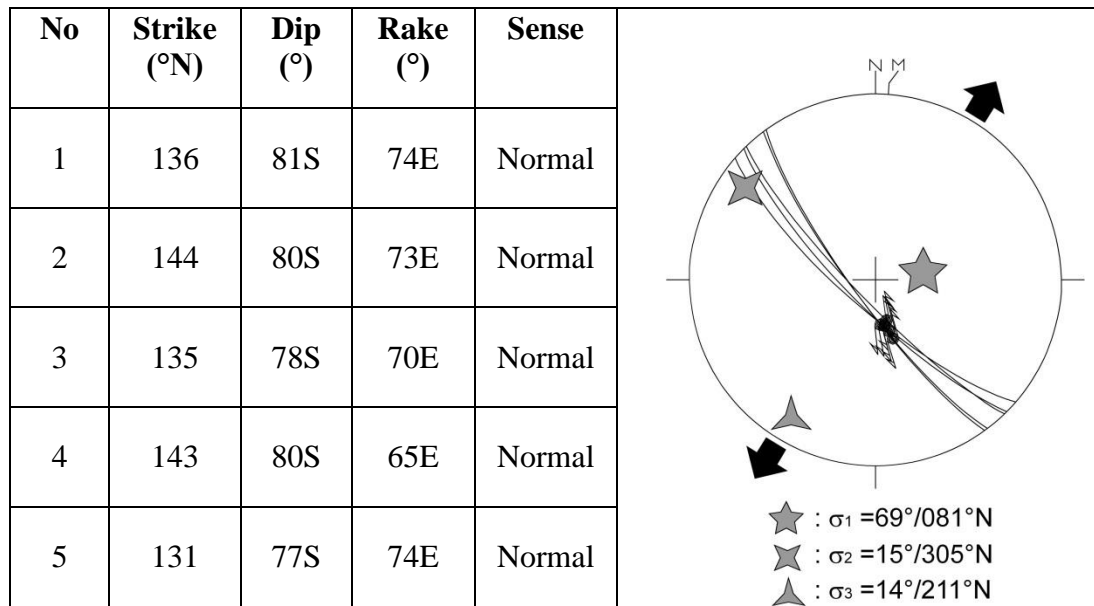 No Strike (°N) Dip (°) Rake (°) Sense
1 136 81S 74E Normal
2 144 80S 73E Normal
3 135 78S 70E Normal
4 143 80S 65E Normal
5 131 77S 74E Normal
N M
: σ1 =69°/081°N
: σ2 =15°/305°N
: σ3 =14°/211°N